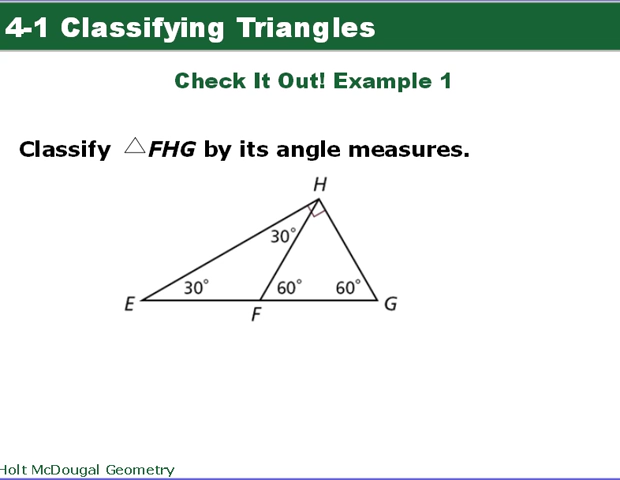 4-1 Classifying Triangles
Check It Out! Example 1
Classify △FHG by its angle measures.
H
30°
30° 60° 60°
E F G
Holt McDougal Geometry